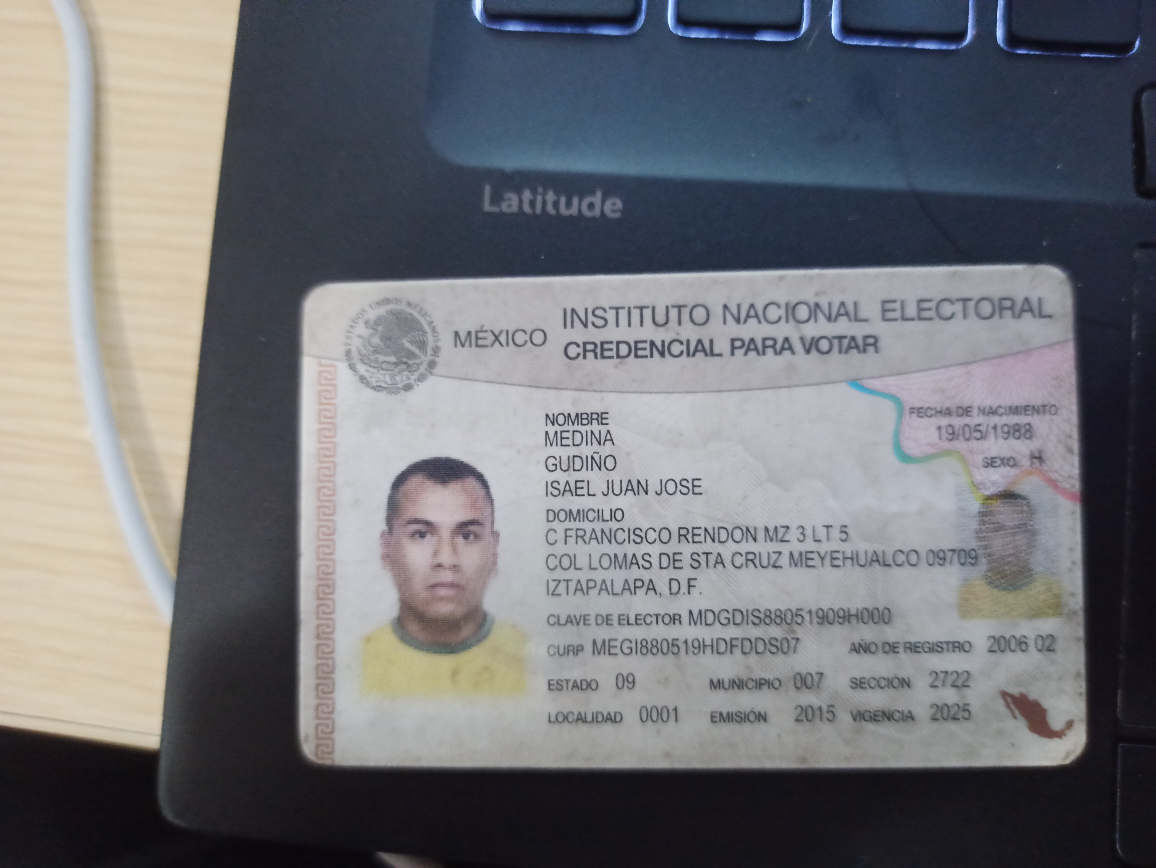 Latitude
ESTADOS UNIDOS MEXICANOS
MÉXICO
INSTITUTO NACIONAL ELECTORAL
CREDENCIAL PARA VOTAR
NOMBRE
MEDINA
GUDIÑO
ISAEL JUAN JOSE
FECHA DE NACIMIENTO
19/05/1988
SEXO H
DOMICILIO
C FRANCISCO RENDON MZ 3 LT 5
COL LOMAS DE STA CRUZ MEYEHUALCO 09709
IZTAPALAPA, D.F.
CLAVE DE ELECTOR MDGDIS88051909H000
CURP MEGI880519HDFDDS07 AÑO DE REGISTRO 2006 02
ESTADO 09 MUNICIPIO 007 SECCIÓN 2722
LOCALIDAD 0001 EMISIÓN 2015 VIGENCIA 2025